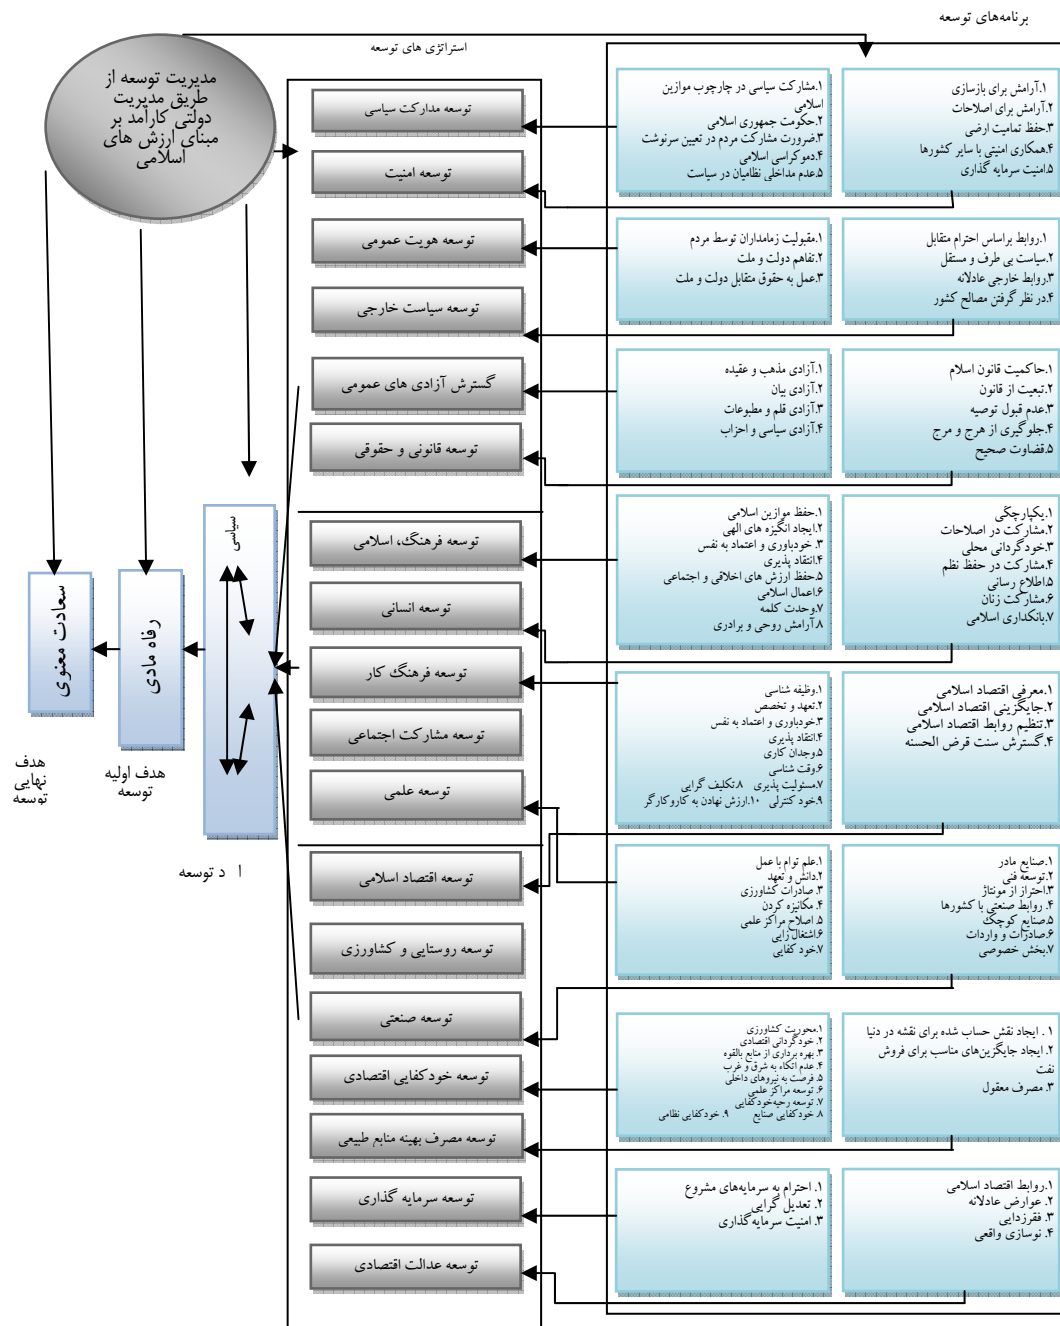 برنامه‌های توسعه
استراتژی های توسعه
مدیریت توسعه از
طریق مدیریت
دولتی کارآمد بر
مبنای ارزش های
اسلامی
۱.آرامش برای بازسازی
۲.آرامش برای اصلاحات
۳.حفظ تمامیت ارضی
۴.همکاری امنیتی با سایر کشورها
۵.امنیت سرمایه گذاری
۱.مشارکت سیاسی در چارچوب موازین
اسلامی
۲.حکومت جمهوری اسلامی
۳.ضرورت مشارکت مردم در تعیین سرنوشت
۴.دموکراسی اسلامی
۵.عدم مداخلی نظامیان در سیاست
توسعه مدارکت سیاسی
توسعه امنیت
۱.روابط براساس احترام متقابل
۲.سیاست بی طرف و مستقل
۳.روابط خارجی عادلانه
۴.در نظر گرفتن مصالح کشور
۱.مقبولیت زمامداران توسط مردم
۲.تفاهم دولت و ملت
۳.عمل به حقوق متقابل دولت و ملت
توسعه هویت عمومی
توسعه سیاست خارجی
۱.حاکمیت قانون اسلام
۲.تبعیت از قانون
۳.عدم قبول توصیه
۴.جلوگیری از هرج و مرج
۵.قضاوت صحیح
۱.آزادی مذهب و عقیده
۲.آزادی بیان
۳.آزادی قلم و مطبوعات
۴.آزادی سیاسی و احزاب
گسترش آزادی های عمومی
توسعه قانونی و حقوقی
۱.یکپارچگی
۲.مشارکت در اصلاحات
۳.خودگردانی محلی
۴.مشارکت در حفظ نظم
۵.اطلاع رسانی
۶.مشارکت زنان
۷.بانکداری اسلامی
۱.حفظ موازین اسلامی
۲.ایجاد انگیزه های الهی
۳. خودباوری و اعتماد به نفس
۴.انتقاد پذیری
۵.حفظ ارزش های اخلاقی و اجتماعی
۶.اعمال اسلامی
۷.وحدت کلمه
۸.آرامش روحی و برادری
توسعه فرهنگ، اسلامی
توسعه انسانی
۱.معرفی اقتصاد اسلامی
۲.جایگزینی اقتصاد اسلامی
۳.تنظیم روابط اقتصاد اسلامی
۴.گسترش سنت قرض الحسنه
۱.وظیفه شناسی
۲.تعهد و تخصص
۳.خودباوری و اعتماد به نفس
۴.انتقاد پذیری
۵.وجدان کاری
۶.وقت شناسی
۷.مسئولیت پذیری ۸.تکلیف گرایی
۹.خود کنترلی ۱۰.ارزش نهادن به کاروکارگر
توسعه فرهنگ کار
توسعه مشارکت اجتماعی
توسعه علمی
۱.صنایع مادر
۲.توسعه فنی
۳.احتراز از مونتاژ
۴. روابط صنعتی با کشورها
۵.صنایع کوچک
۶.صادرات و واردات
۷.بخش خصوصی
۱.علم توام با عمل
۲.دانش و تعهد
۳. صادرات کشاورزی
۴. مکانیزه کردن
۵. اصلاح مراکز علمی
۶.اشتغال زایی
۷.خود کفایی
توسعه اقتصاد اسلامی
توسعه روستایی و کشاورزی
توسعه صنعتی
۱. ایجاد نقش حساب شده برای نقشه در دنیا
۲. ایجاد جایگزین‌های مناسب برای فروش
نفت
۳. مصرف معقول
۱.محوریت کشاورزی
۲. خودگردانی اقتصادی
۳. بهره برداری از منابع بالقوه
۴. عدم اتکاء به شرق و غرب
۵. فرصت به نیروهای داخلی
۶. توسعه مراکز علمی
۷. توسعه رحیه‌خودکفایی
۸. خودکفایی صنایع ۹. خودکفایی نظامی
توسعه خودکفایی اقتصادی
توسعه مصرف بهینه منابع طبیعی
۱.روابط اقتصاد اسلامی
۲. عوارض عادلانه
۳. فقرزدایی
۴. نوسازی واقعی
۱. احترام به سرمایه‌های مشروع
۲. تعدیل گرایی
۳. امنیت سرمایه‌گذاری
توسعه سرمایه گذاری
توسعه عدالت اقتصادی
سیاسی
ا د توسعه
رفاه مادی
هدف اولیه
توسعه
سعادت معنوی
هدف
نهایی
توسعه